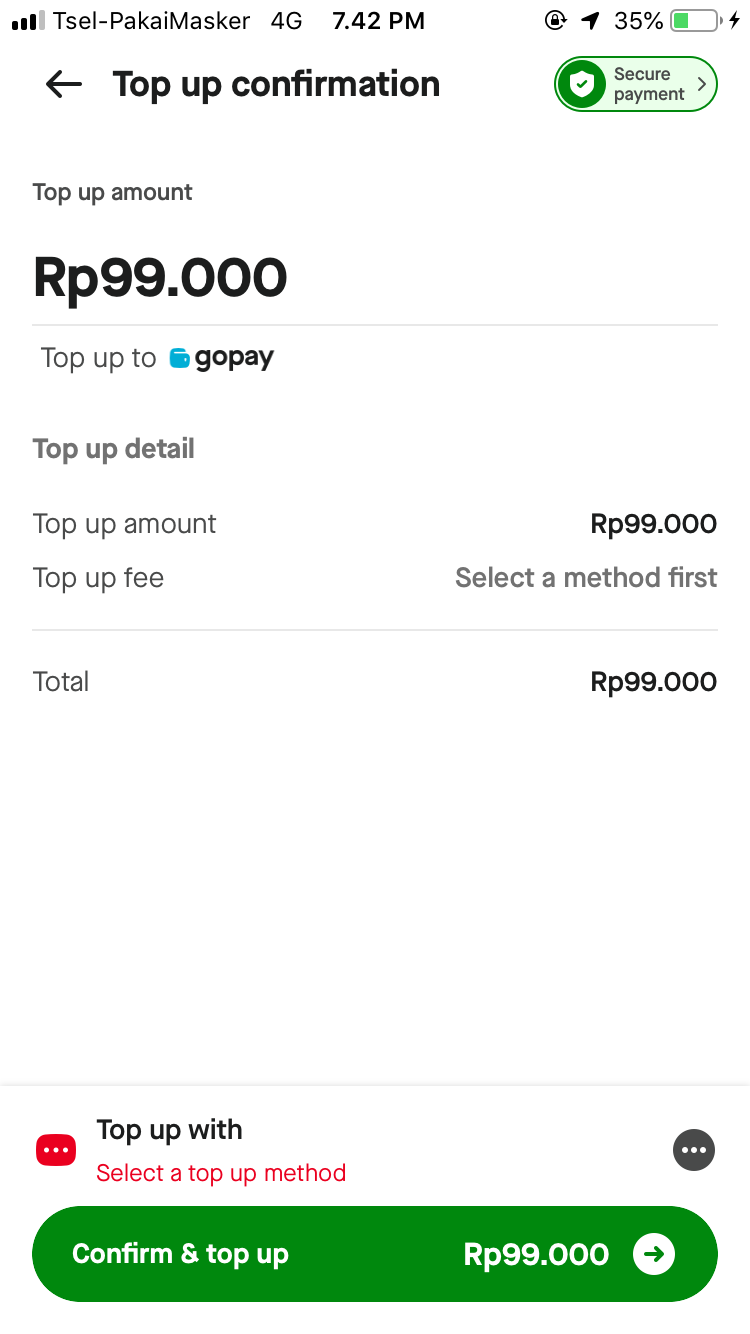 Tsel-PakaiMasker 4G 7.42 PM 35%
Top up confirmation
Secure
payment
Top up amount
Rp99.000
Top up to gopay
Top up detail
Top up amount Rp99.000
Top up fee Select a method first
Total Rp99.000
Top up with
Select a top up method
Confirm & top up Rp99.000